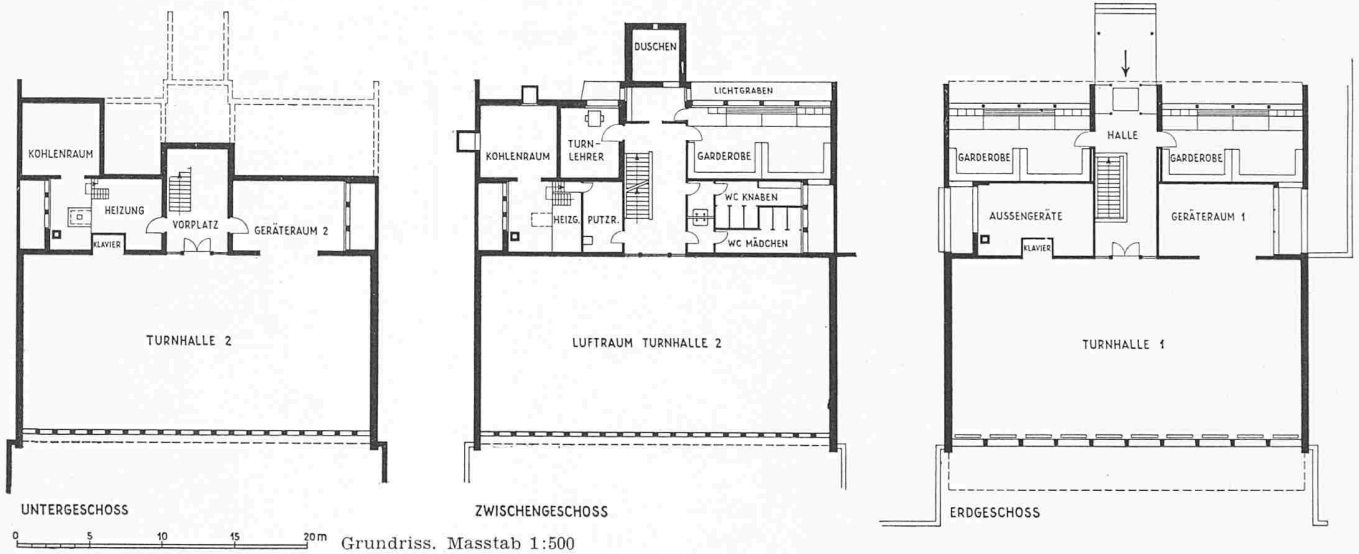 KOHLENRAUM
HEIZUNG
KLAVIER
VORPLATZ
GERÄTERAUM 2
TURNHALLE 2
UNTERGESCHOSS
DUSCHEN
LICHTGRABEN
KOHLENRAUM
TURN-
LEHRER
GARDEROBE
HEIZG.
PUTZR.
WC KNABEN
WC MÄDCHEN
LUFTRAUM TURNHALLE 2
ZWISCHENGESCHOSS
HALLE
GARDEROBE
GARDEROBE
AUSSENGERÄTE
KLAVIER
GERÄTERAUM 1
TURNHALLE 1
ERDGESCHOSS
0 5 10 15 20m
Grundriss. Masstab 1:500